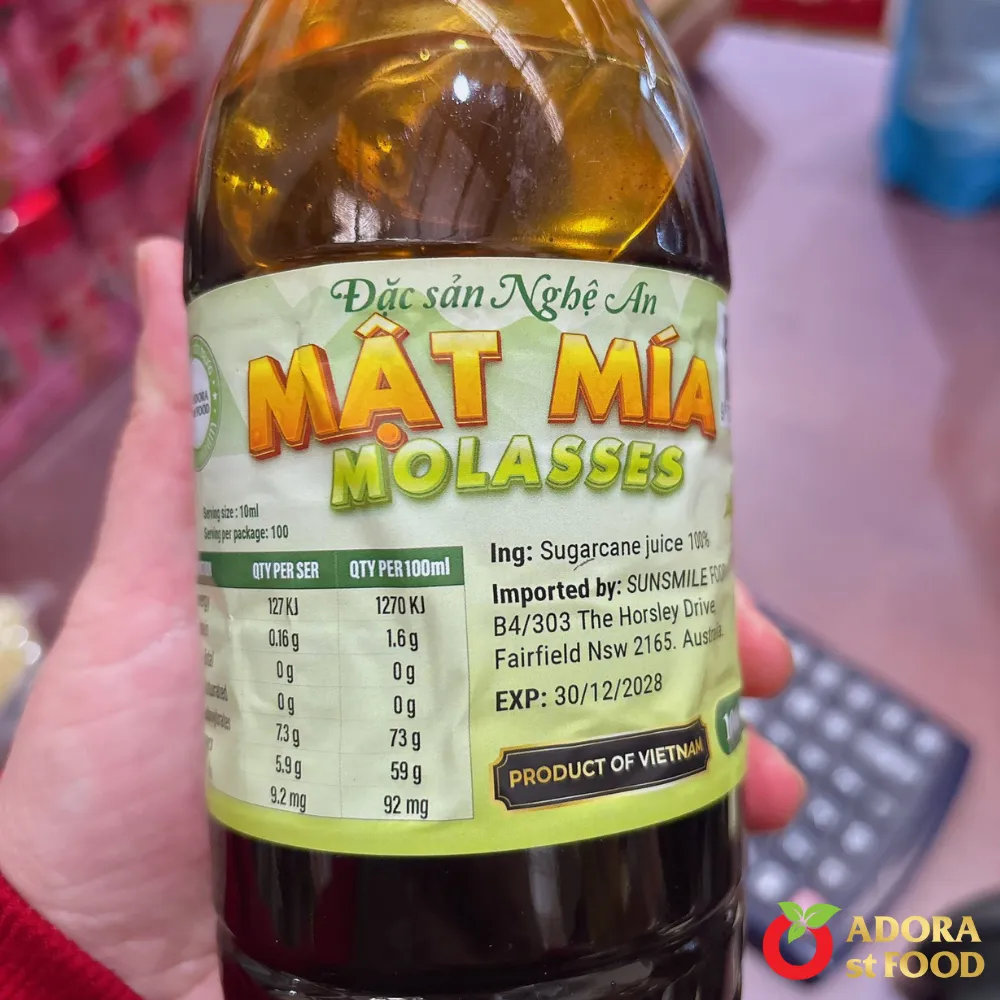 Đặc sản Nghệ An
MẬT MÍA
MOLASSES
Serving size : 10ml
Serving per package: 100
QTY PER SER QTY PER 100ml
127 KJ 1270 KJ
0.16 g 1.6 g
0 g 0 g
0 g 0 g
7.3 g 73 g
5.9 g 59 g
9.2 mg 92 mg
Ing: Sugarcane juice 100%
Imported by: SUNSMILE
B4/303 The Horsley Drive
Fairfield Nsw 2165. Australia.
EXP: 30/12/2028
PRODUCT OF VIETNAM
ADORA
st FOOD